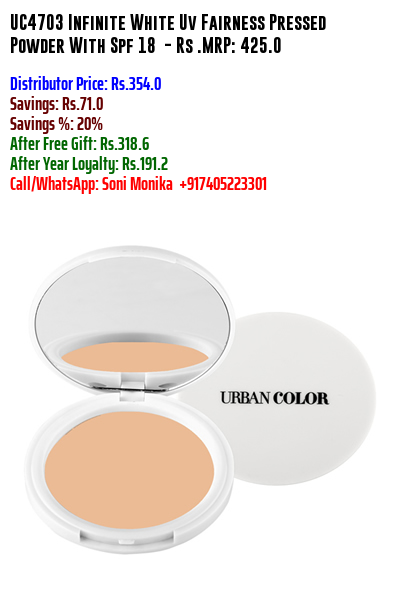 UC4703 Infinite White Uv Fairness Pressed
Powder With Spf 18 - Rs .MRP: 425.0
Distributor Price: Rs.354.0
Savings: Rs.71.0
Savings %: 20%
After Free Gift: Rs.318.6
After Year Loyalty: Rs.191.2
Call/WhatsApp: Soni Monika +917405223301
URBAN COLOR